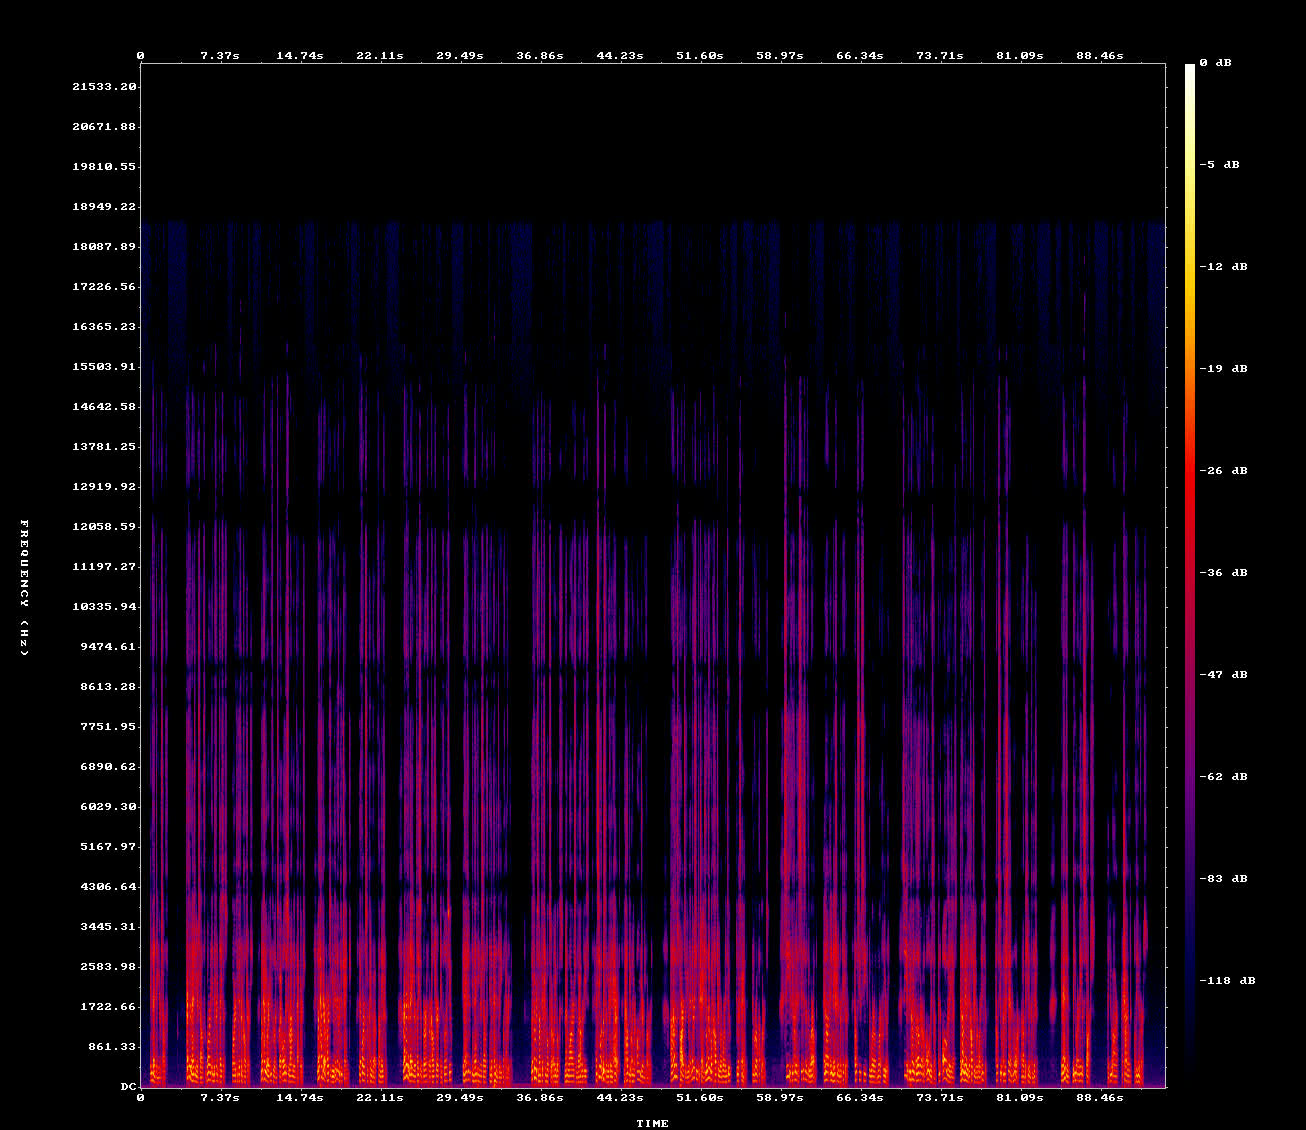 0 7.37s 14.74s 22.11s 29.49s 36.86s 44.23s 51.60s 58.97s 66.34s 73.71s 81.09s 88.46s
0 dB
21533.20
20671.88
-5 dB
19810.55
18949.22
18087.89
-12 dB
17226.56
16365.23
15503.91
-19 dB
14642.58
13781.25
-26 dB
12919.92
12058.59
11197.27
-36 dB
10335.94
9474.61
-47 dB
8613.28
7751.95
6890.62
-62 dB
6029.30
5167.97
4306.64
-83 dB
3445.31
2583.98
-118 dB
1722.66
861.33
DC
FREQUENCY (Hz)
0 7.37s 14.74s 22.11s 29.49s 36.86s 44.23s 51.60s 58.97s 66.34s 73.71s 81.09s 88.46s
TIME